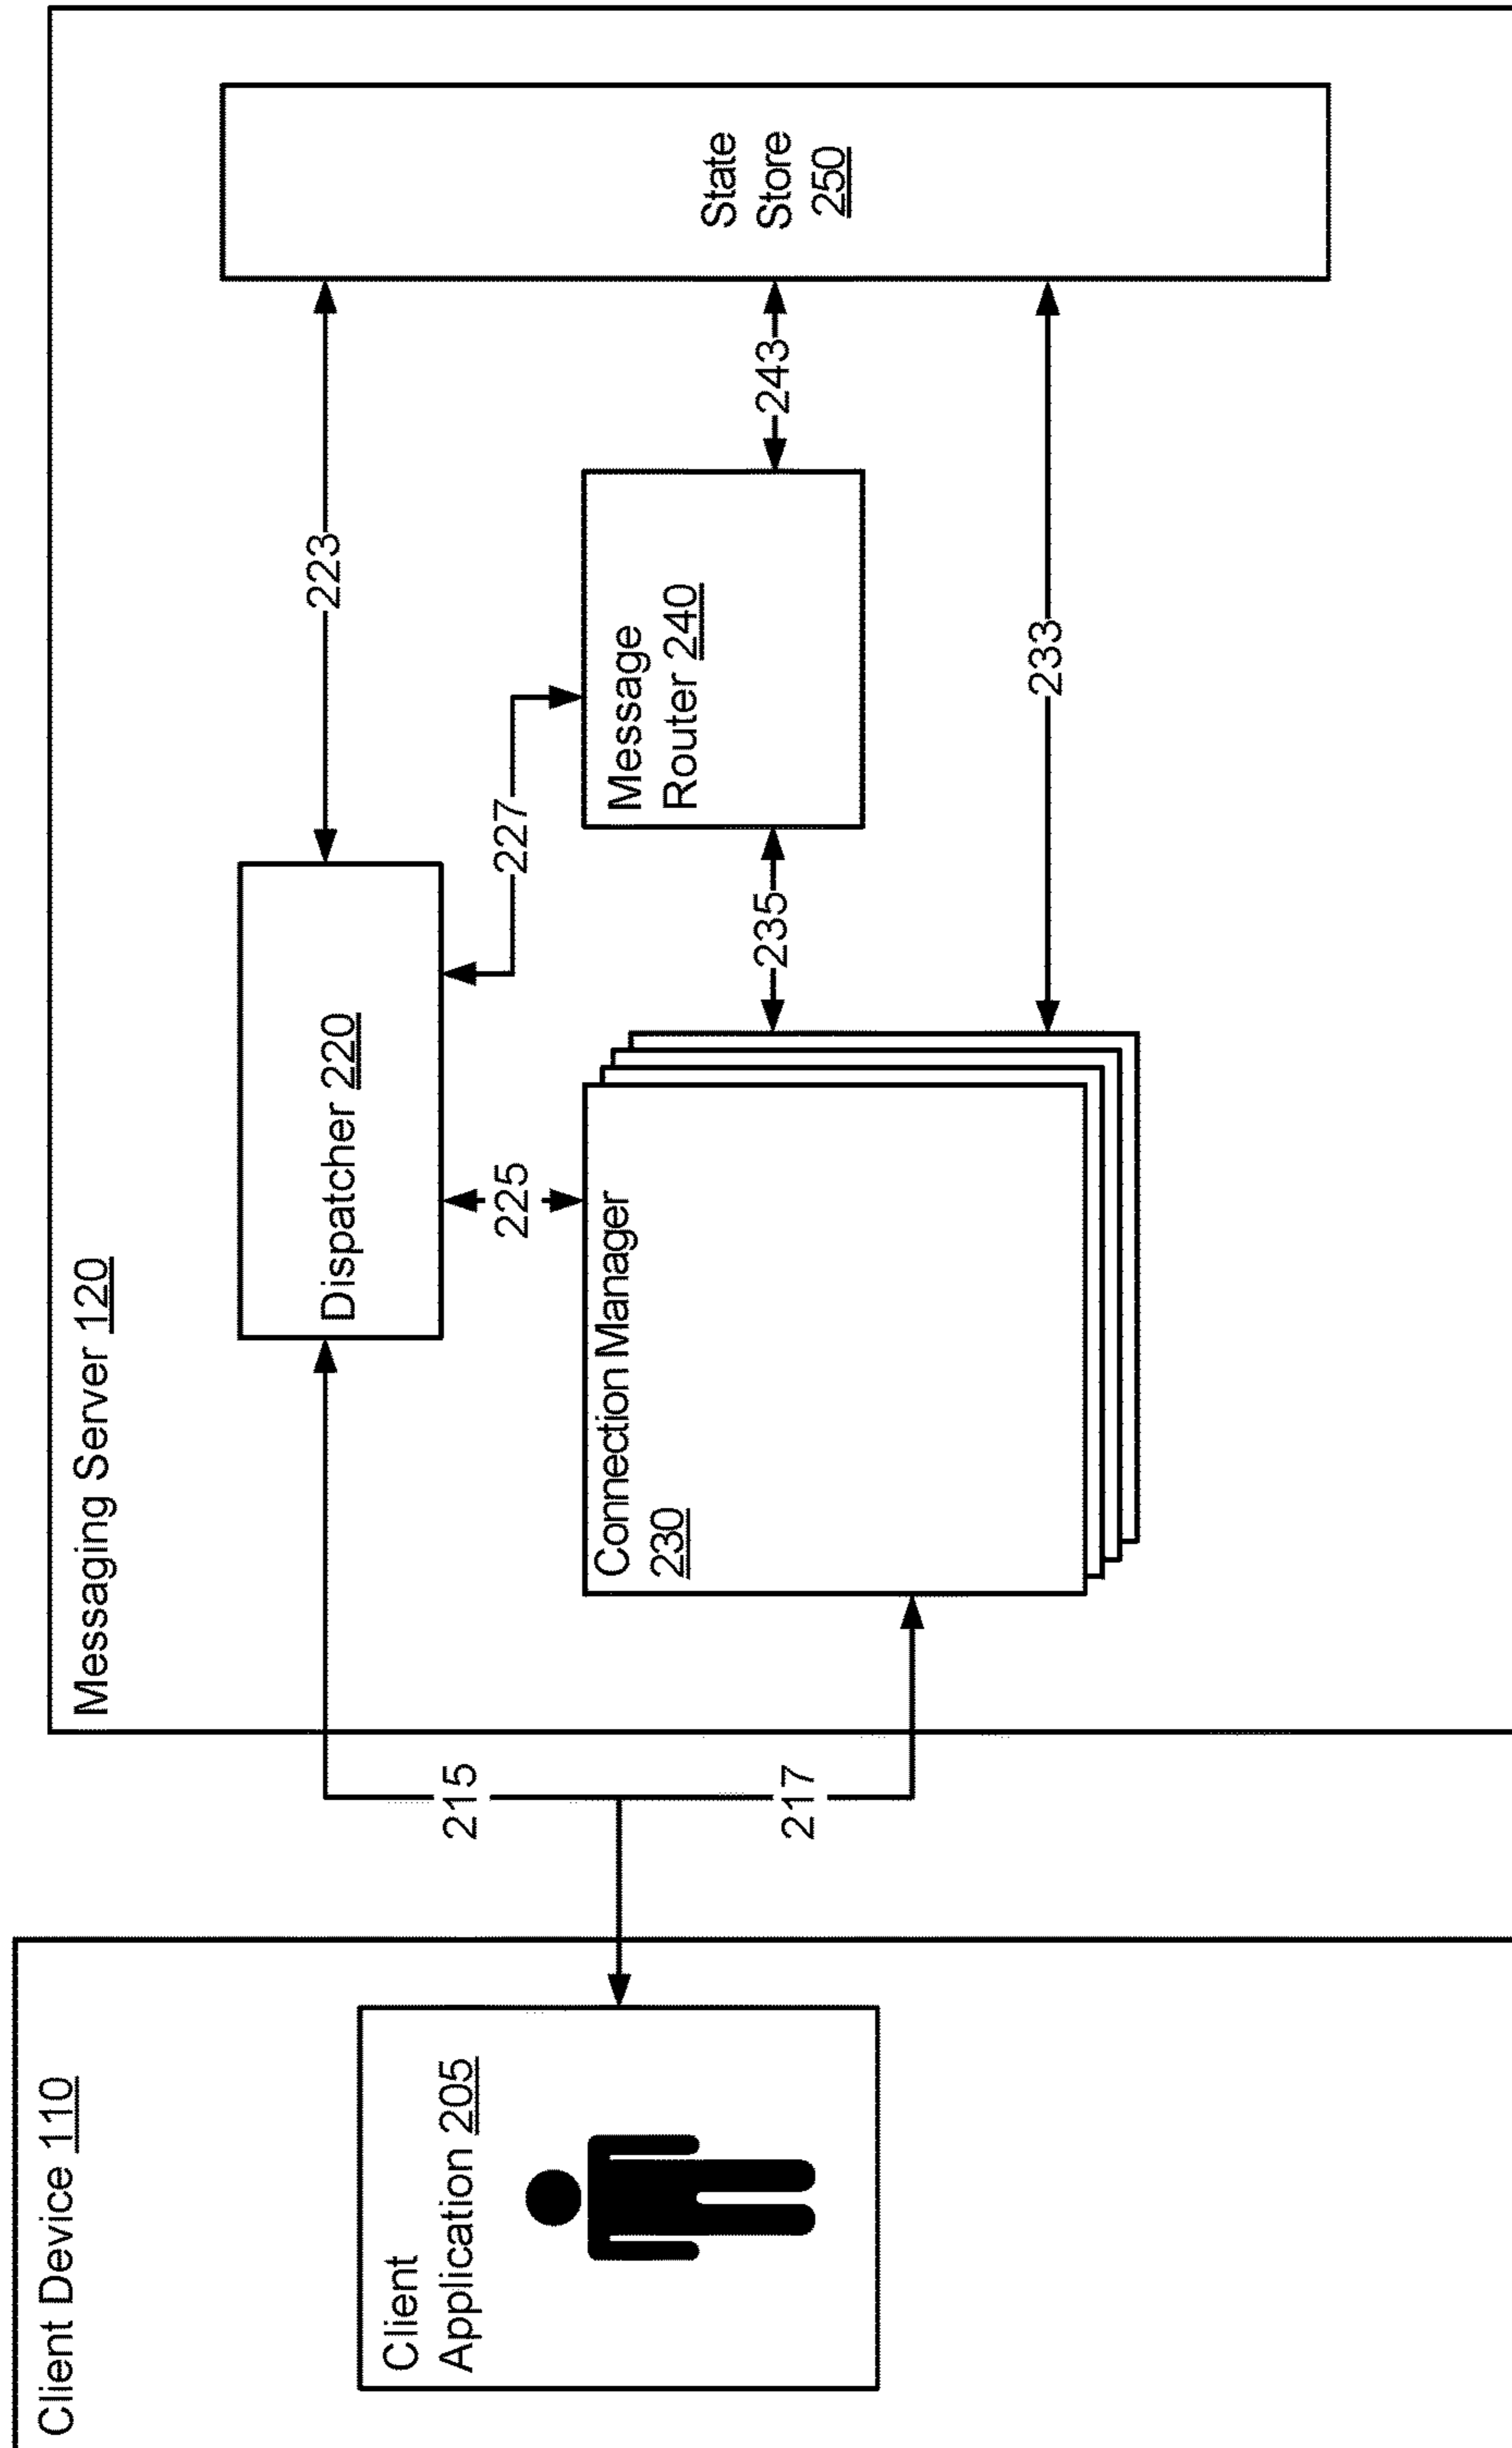 Client Device 110
Client
Application 205
215
217
Messaging Server 120
Dispatcher 220
223
225
227
Connection Manager
230
235
Message
Router 240
243
233
State
Store
250